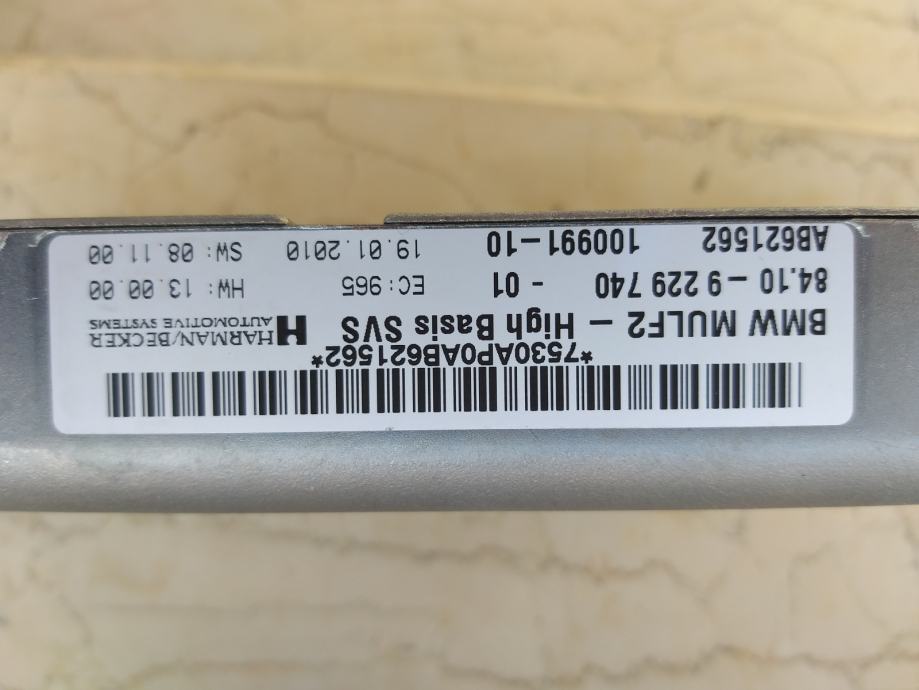 *7530AP0AB621562*
BMW MULF2 - High Basis SVS
HARMAN/BECKER
AUTOMOTIVE SYSTEMS
84.10-9 229 740 - 01 EC:965 HW: 13.00.00
AB621562 100991-10 19.01.2010 SW: 08.11.00